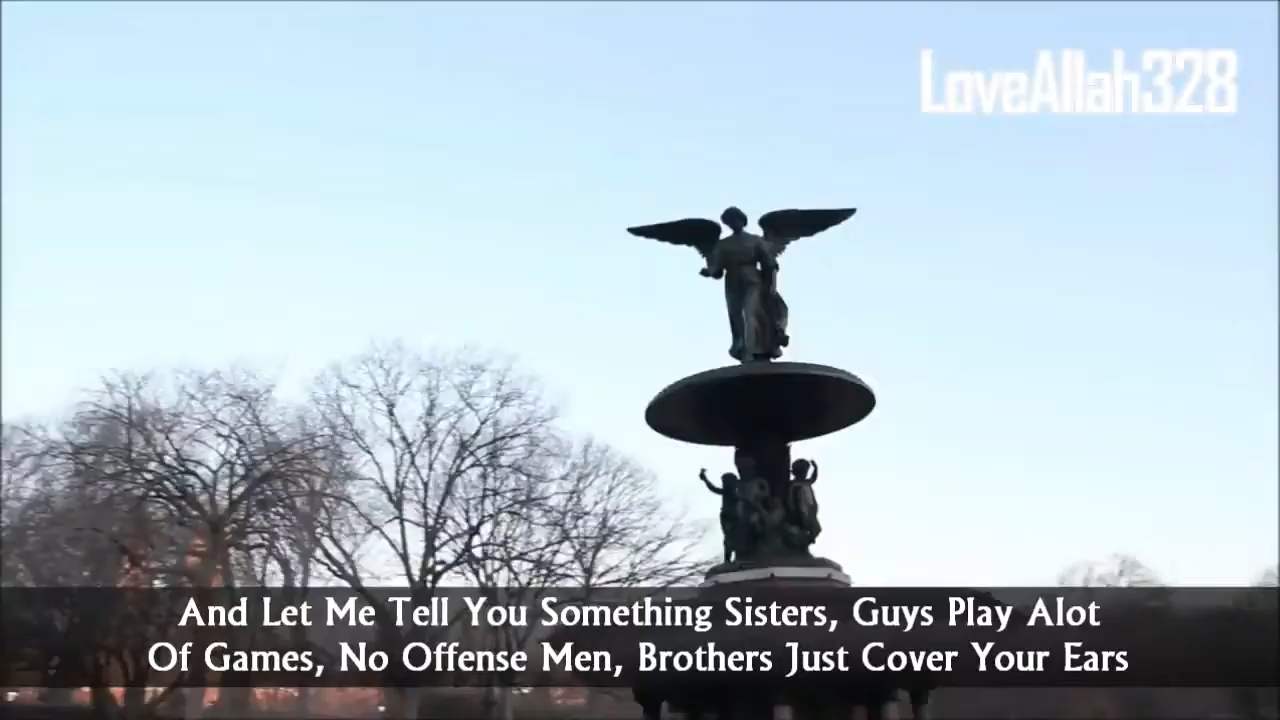 LoveAllah328
And Let Me Tell You Something Sisters, Guys Play Alot
Of Games, No Offense Men, Brothers Just Cover Your Ears